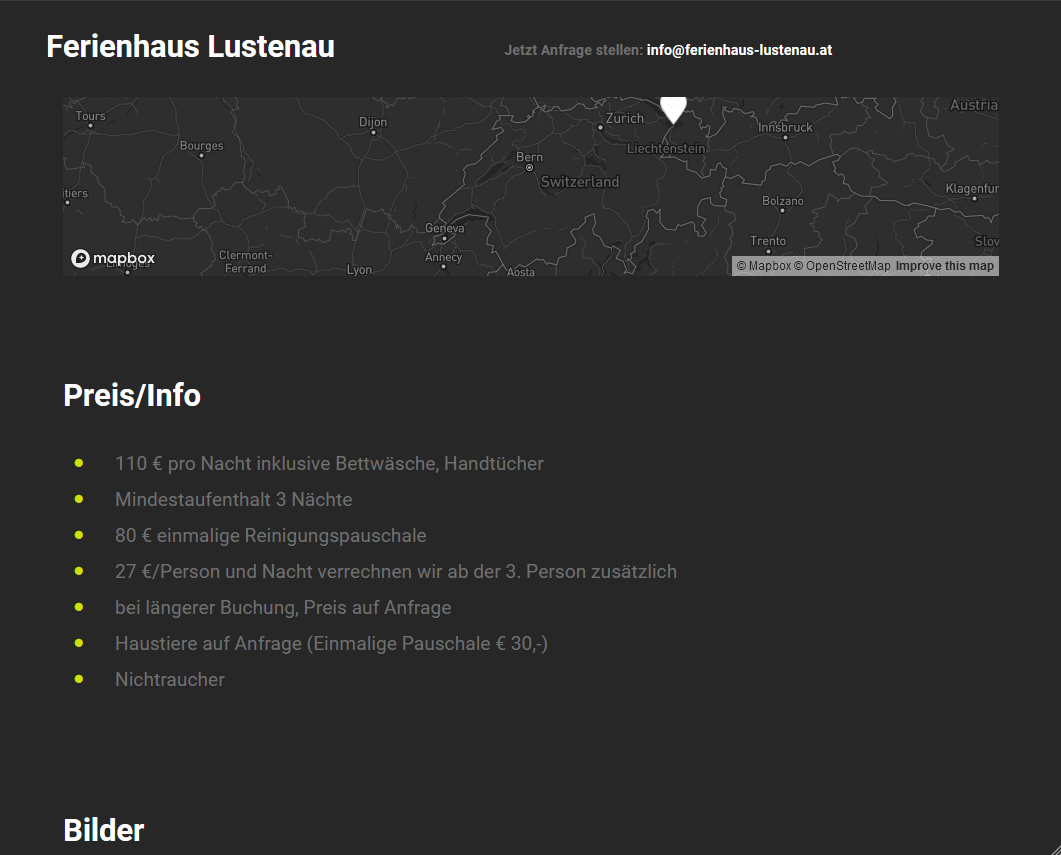 Ferienhaus Lustenau
Jetzt Anfrage stellen: info@ferienhaus-lustenau.at
Tours
Dijon
Zurich
Austria
Bourges
Innsbruck
Liechtenstein
Bern
Switzerland
tiers
Klagenfur
Bolzano
Geneva
Trento
Slov
Clermont-
Ferrand
Annecy
mapbox
Limoges
Lyon
Aosta
© Mapbox © OpenStreetMap Improve this map
Preis/Info
110 € pro Nacht inklusive Bettwäsche, Handtücher
Mindestaufenthalt 3 Nächte
80 € einmalige Reinigungspauschale
27 €/Person und Nacht verrechnen wir ab der 3. Person zusätzlich
bei längerer Buchung, Preis auf Anfrage
Haustiere auf Anfrage (Einmalige Pauschale € 30,-)
Nichtraucher
Bilder